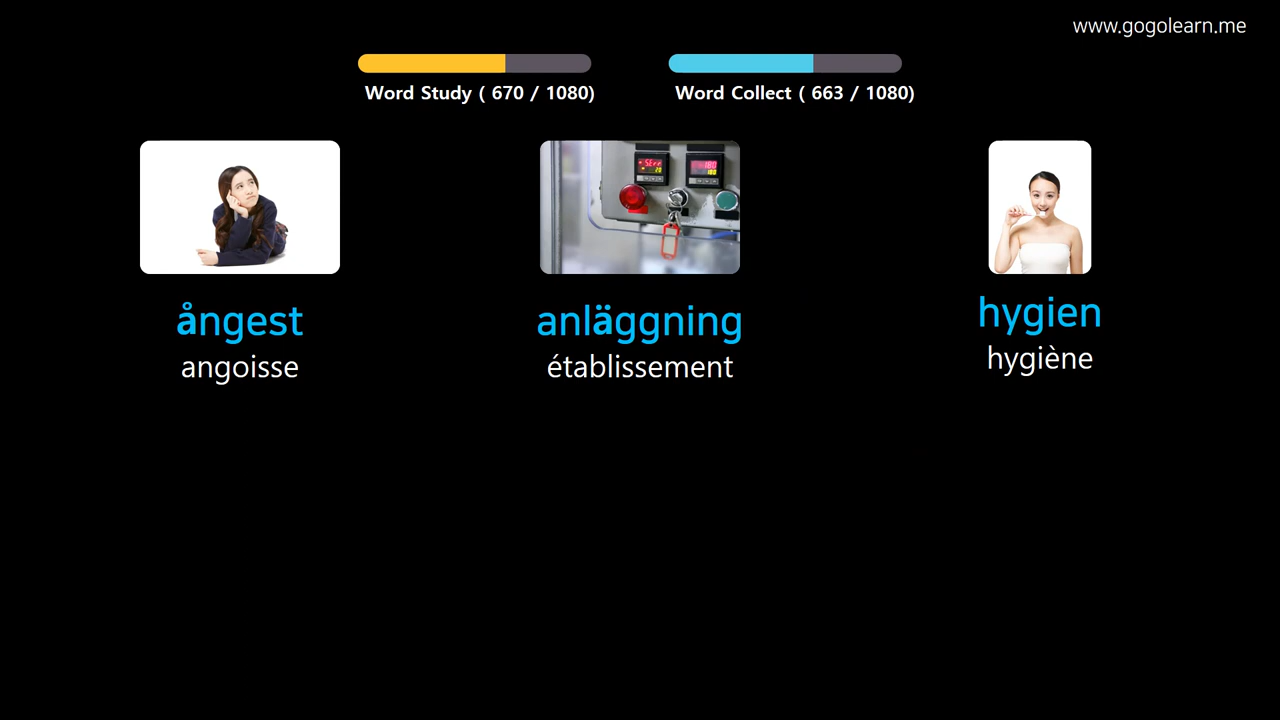 www.gogolearn.me
Word Study ( 670 / 1080)
Word Collect ( 663 / 1080)
ångest
angoisse
anläggning
établissement
hygien
hygiène